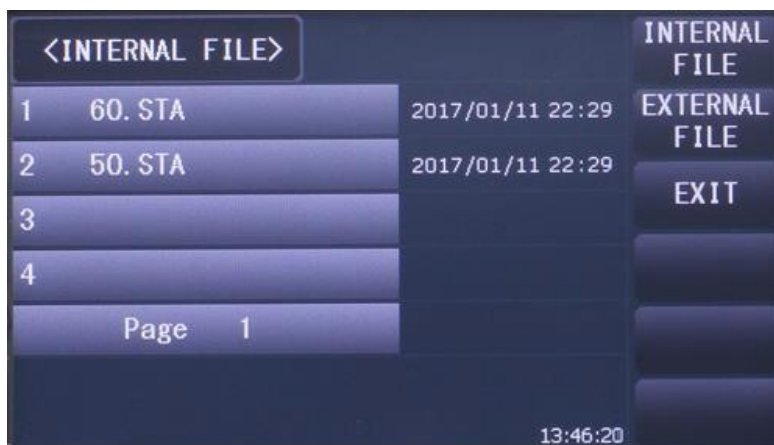 <INTERNAL FILE>
INTERNAL
FILE
1 60.STA 2017/01/11 22:29
EXTERNAL
FILE
2 50.STA 2017/01/11 22:29
EXIT
3
4
Page 1
13:46:20